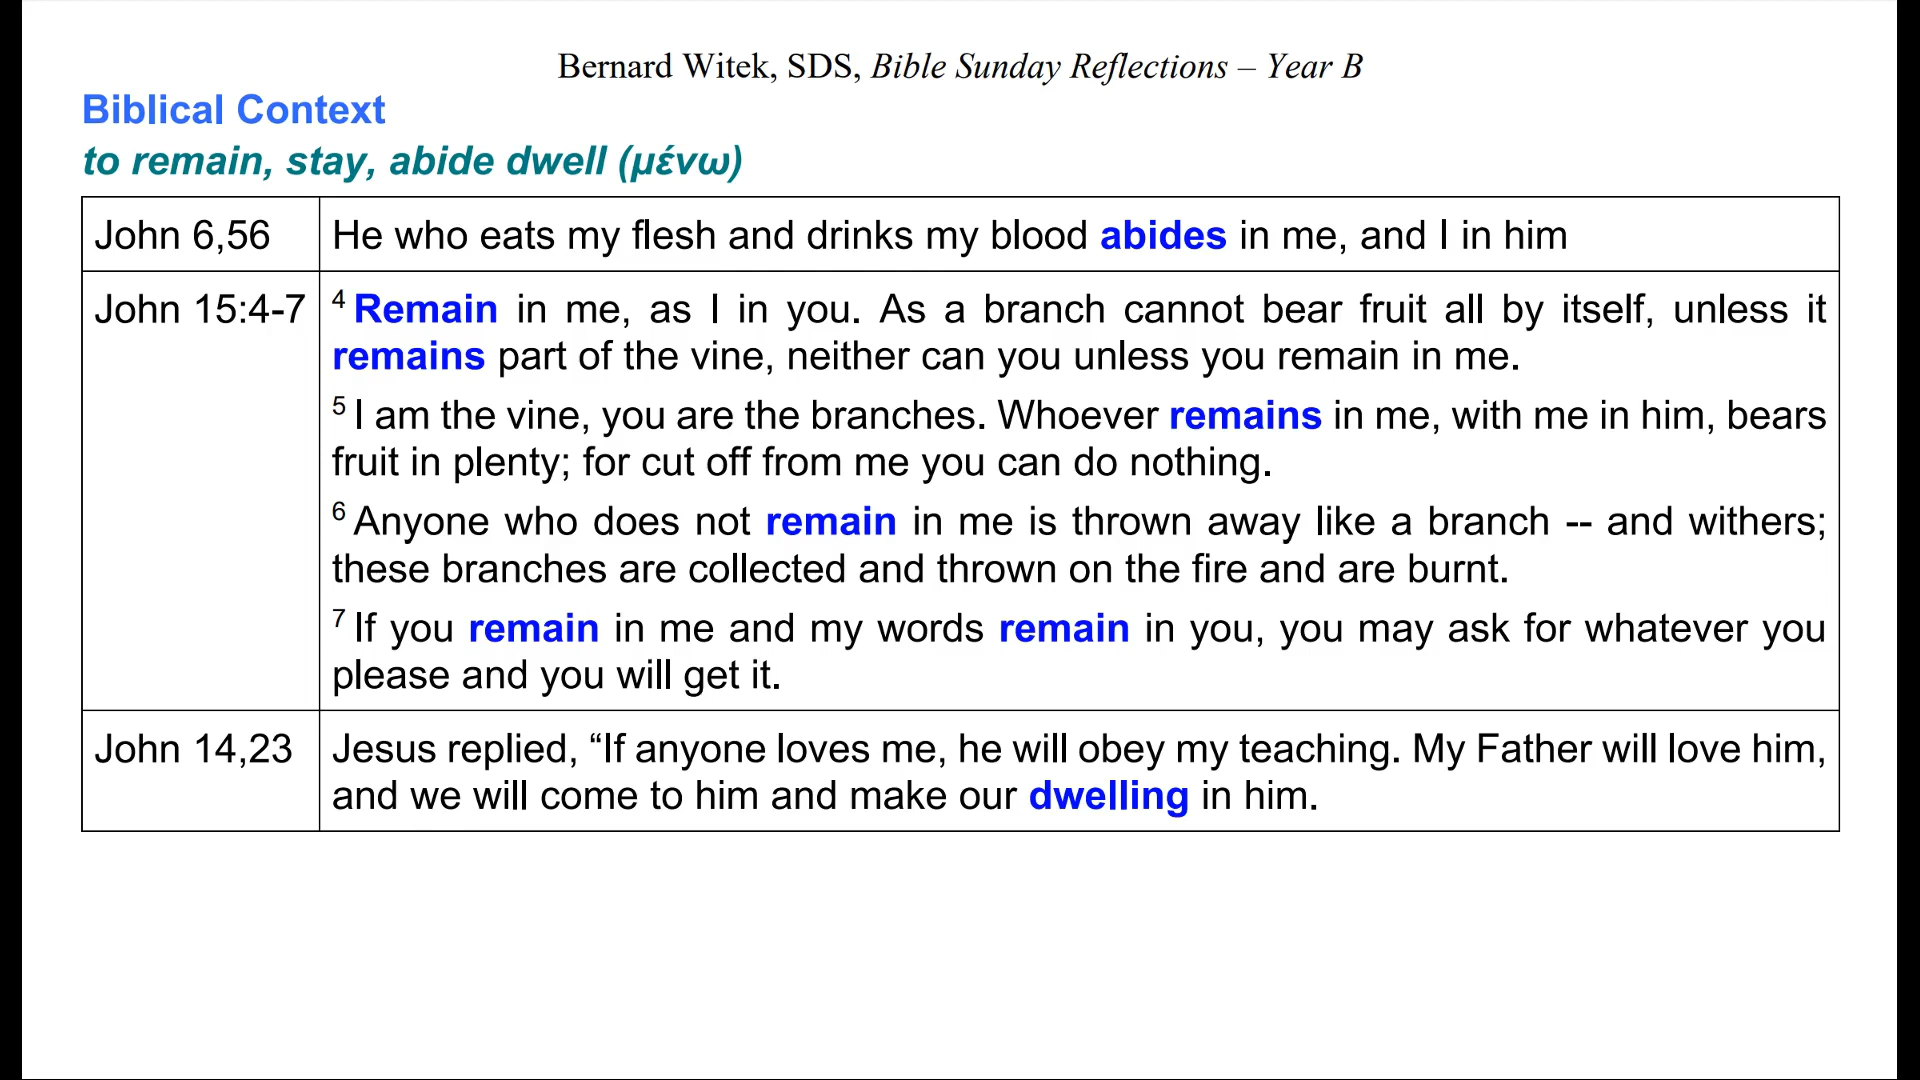 Bernard Witek, SDS, Bible Sunday Reflections – Year B
Biblical Context
to remain, stay, abide dwell (μένω)
John 6,56 He who eats my flesh and drinks my blood abides in me, and I in him
John 15:4-7 4 Remain in me, as I in you. As a branch cannot bear fruit all by itself, unless it
remains part of the vine, neither can you unless you remain in me.
5 I am the vine, you are the branches. Whoever remains in me, with me in him, bears
fruit in plenty; for cut off from me you can do nothing.
6 Anyone who does not remain in me is thrown away like a branch -- and withers;
these branches are collected and thrown on the fire and are burnt.
7 If you remain in me and my words remain in you, you may ask for whatever you
please and you will get it.
John 14,23 Jesus replied, “If anyone loves me, he will obey my teaching. My Father will love him,
and we will come to him and make our dwelling in him.